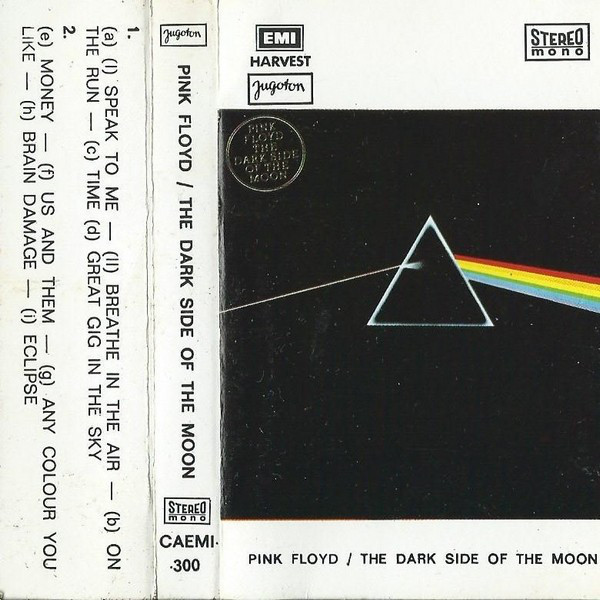 1.
(a) (I) SPEAK TO ME — (II) BREATHE IN THE AIR — (b) ON
THE RUN — (c) TIME (d) GREAT GIG IN THE SKY
2.
(e) MONEY — (f) US AND THEM — (g) ANY COLOUR YOU
LIKE — (h) BRAIN DAMAGE — (i) ECLIPSE
Jugoton
PINK FLOYD / THE DARK SIDE OF THE MOON
STEREO
mono
CAEMI·
·300
EMI
HARVEST
Jugoton
STEREO
mono
PINK
FLOYD
THE
DARK SIDE
OF THE
MOON
PINK FLOYD / THE DARK SIDE OF THE MOON